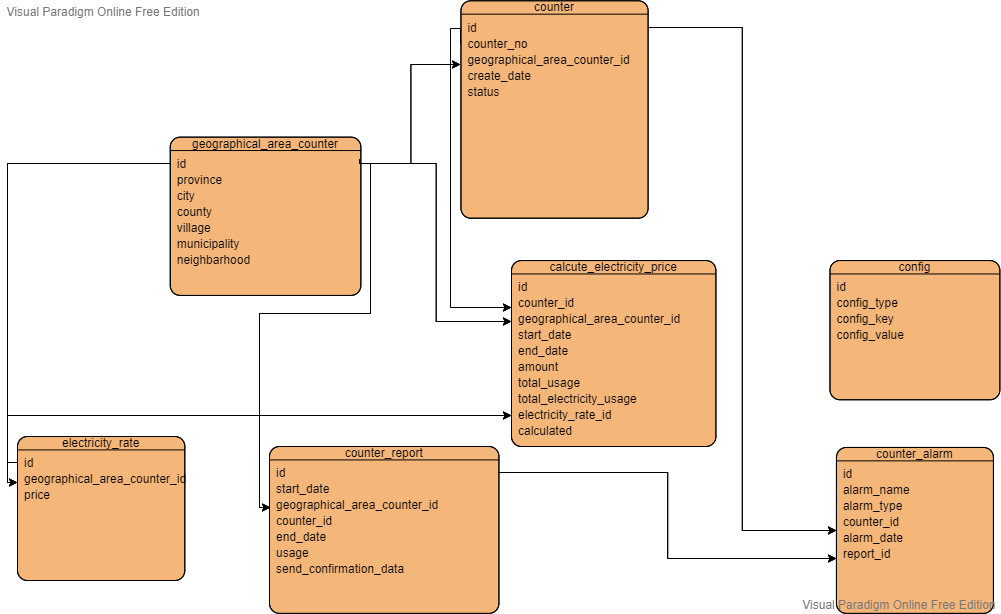 Visual Paradigm Online Free Edition
counter
id
counter_no
geographical_area_counter_id
create_date
status
geographical_area_counter
id
province
city
county
village
municipality
neighbarhood
calcute_electricity_price
id
counter_id
geographical_area_counter_id
start_date
end_date
amount
total_usage
total_electricity_usage
electricity_rate_id
calculated
config
id
config_type
config_key
config_value
electricity_rate
id
geographical_area_counter_id
price
counter_report
id
start_date
geographical_area_counter_id
counter_id
end_date
usage
send_confirmation_data
counter_alarm
id
alarm_name
alarm_type
counter_id
alarm_date
report_id
Visual Paradigm Online Free Edition